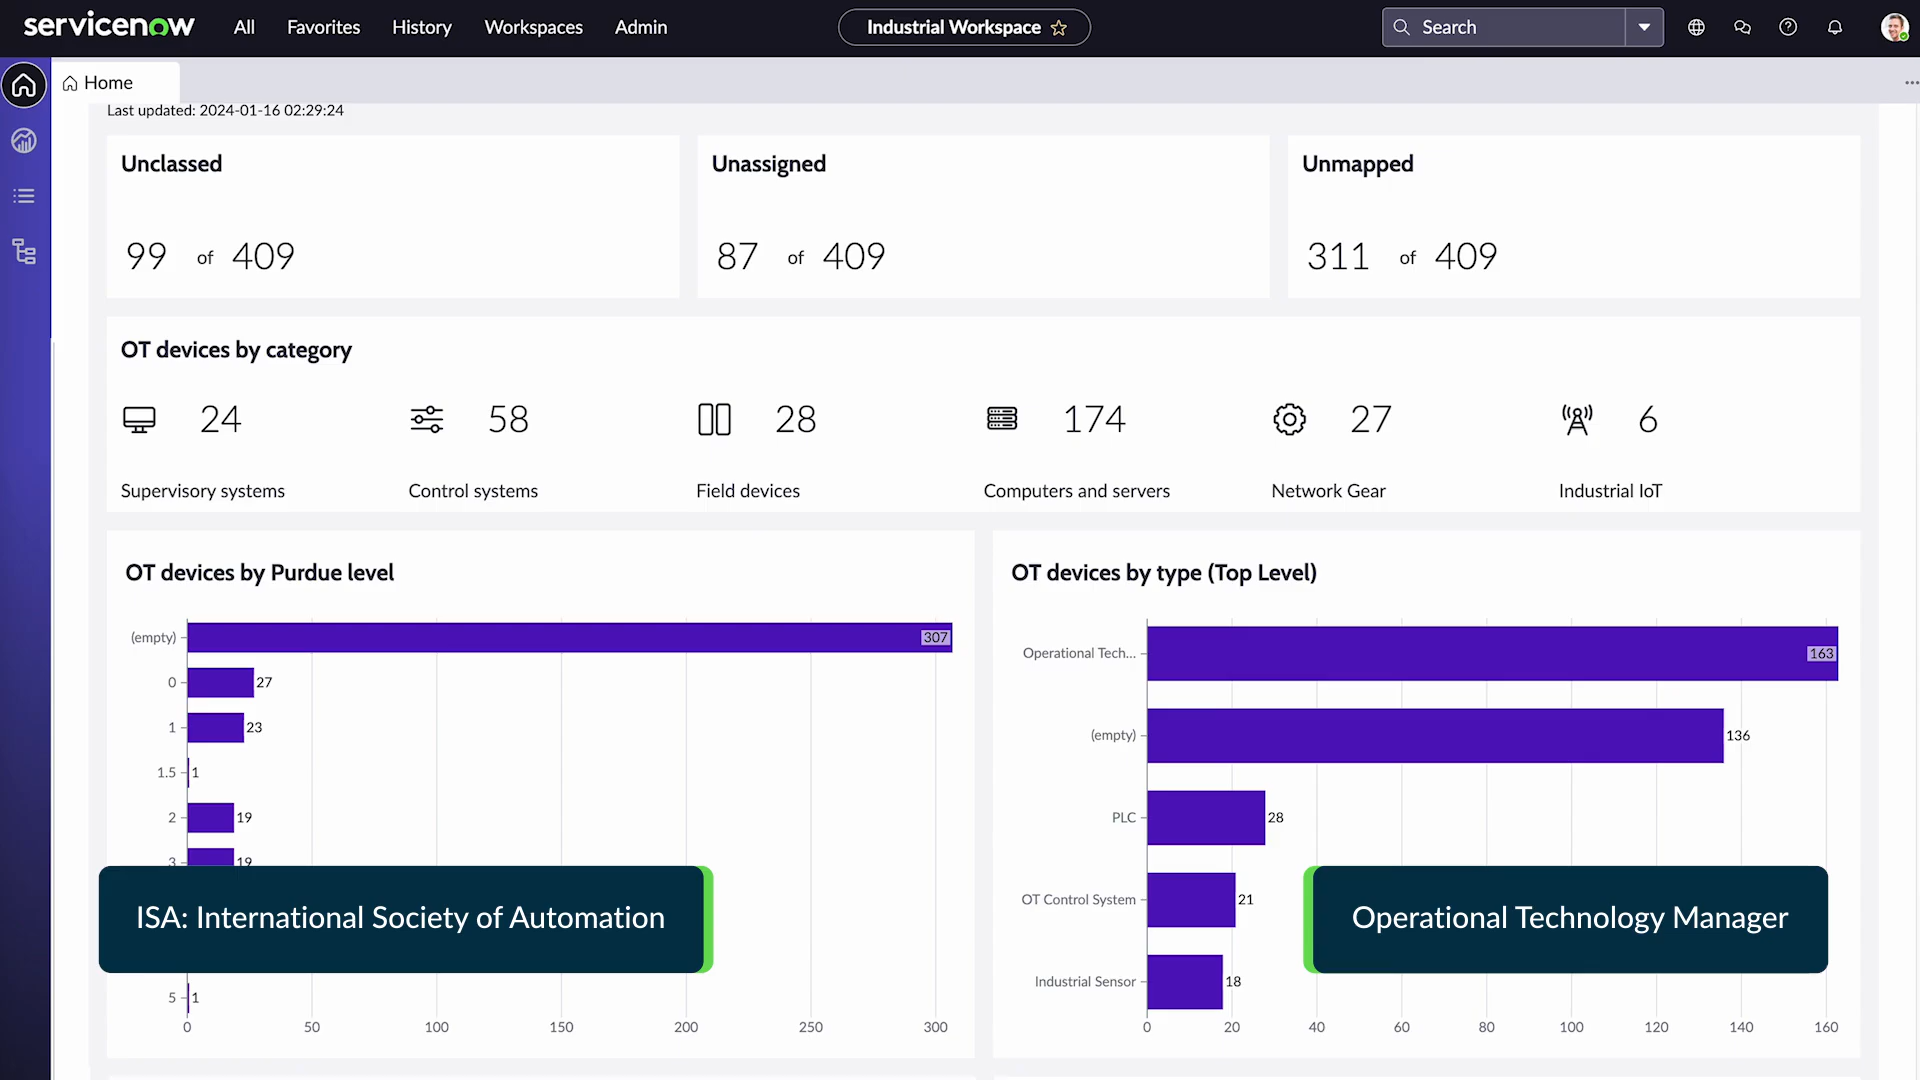 servicenow All Favorites History Workspaces Admin Industrial Workspace Search
Home
Last updated: 2024-01-16 02:29:24
Unclassed Unassigned Unmapped
99 of 409 87 of 409 311 of 409
OT devices by category
24 58 28 174 27 6
Supervisory systems Control systems Field devices Computers and servers Network Gear Industrial IoT
OT devices by Purdue level
(empty) 307
0 27
1 23
1.5 1
2 19
3 19
5 1
0 50 100 150 200 250 300
OT devices by type (Top Level)
Operational Tech... 163
(empty) 136
PLC 28
OT Control System 21
Industrial Sensor 18
0 20 40 60 80 100 120 140 160
ISA: International Society of Automation
Operational Technology Manager